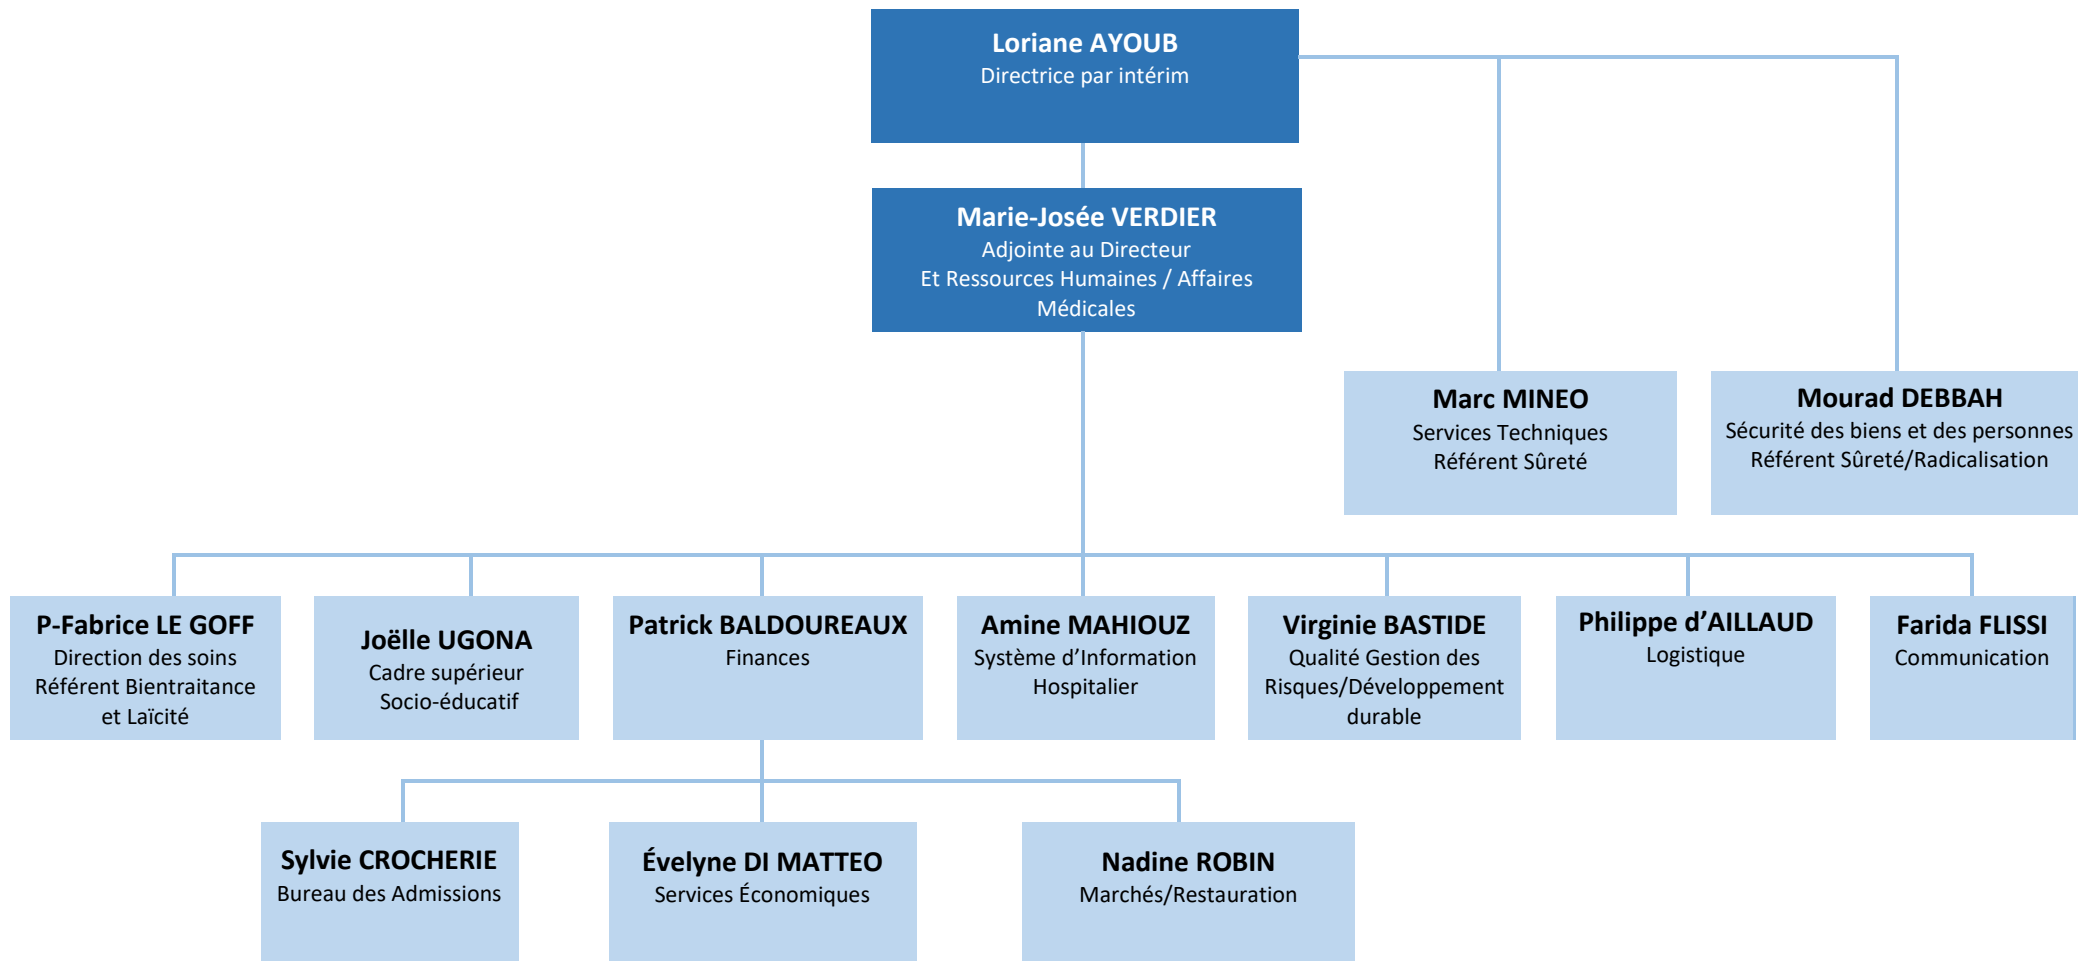 Loriane AYOUB
Directrice par intérim
Marie-Josée VERDIER
Adjointe au Directeur
Et Ressources Humaines / Affaires
Médicales
Marc MINEO
Services Techniques
Référent Sûreté
Mourad DEBBAH
Sécurité des biens et des personnes
Référent Sûreté/Radicalisation
P-Fabrice LE GOFF
Direction des soins
Référent Bientraitance
et Laïcité
Joëlle UGONA
Cadre supérieur
Socio-éducatif
Patrick BALDOUREAUX
Finances
Amine MAHIOUZ
Système d’Information
Hospitalier
Virginie BASTIDE
Qualité Gestion des
Risques/Développement
durable
Philippe d’AILLAUD
Logistique
Farida FLISSI
Communication
Sylvie CROCHERIE
Bureau des Admissions
Évelyne DI MATTEO
Services Économiques
Nadine ROBIN
Marchés/Restauration